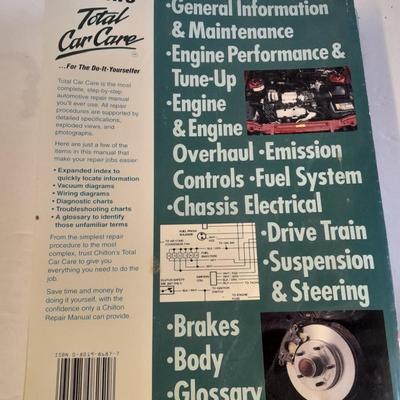 Total
Car Care
...For The Do-It-Yourselfer
Total Car Care is the most
complete, step-by-step
automotive repair manual
you'll ever use. All repair
procedures are supported by
detailed specifications,
exploded views, and
photographs.
Here are just a few of the
items in this manual that
make your repair jobs easier:
• Expanded index to
quickly locate information
• Vacuum diagrams
• Wiring diagrams
• Diagnostic charts
• Troubleshooting charts
• A glossary to identify
those unfamiliar terms
From the simplest repair
procedure to the most
complex, trust Chilton's Total
Car Care to give you
everything you need to do the
job.
Save time and money by
doing it yourself, with the
confidence only a Chilton
Repair Manual can provide.
ISBN 0-8019-8687-7
•General Information
& Maintenance
•Engine Performance &
Tune-Up
•Engine
& Engine
Overhaul •Emission
Controls •Fuel System
•Chassis Electrical
•Drive Train
•Suspension
& Steering
•Brakes
•Body
•Glossary